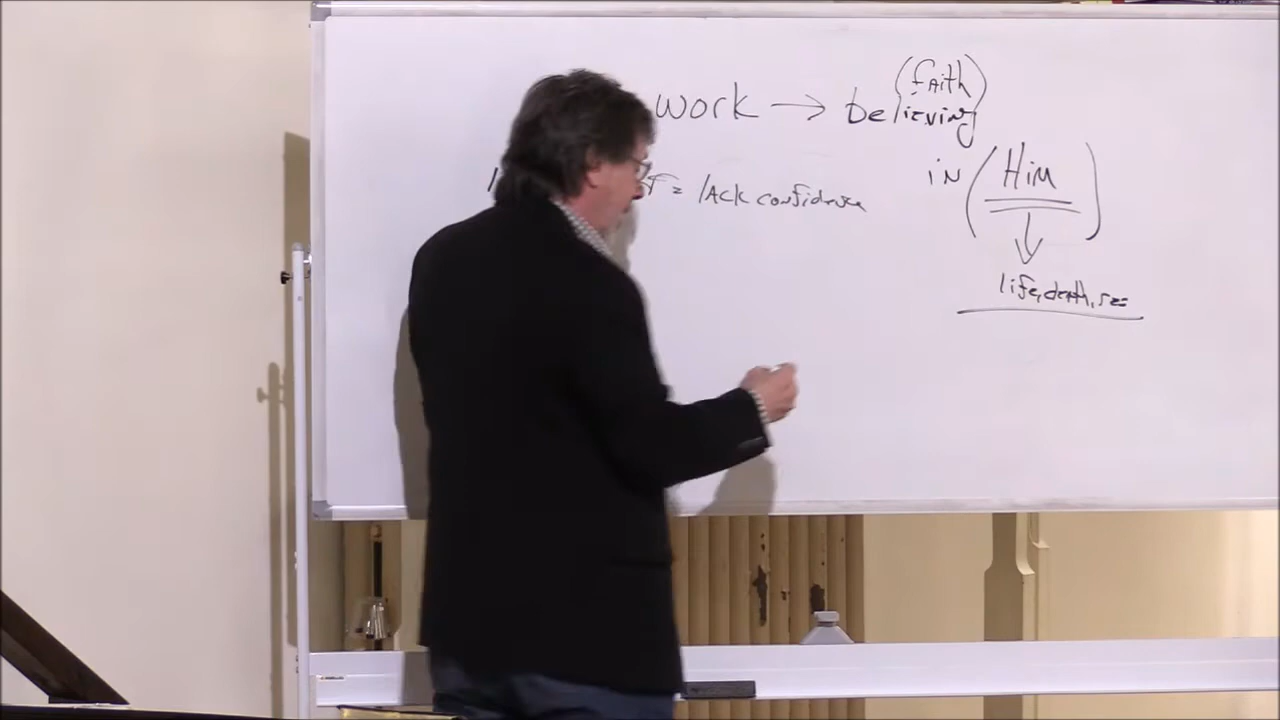 (fAith)
work → believing
in (Him)
= lAck confidence
↓
life, death, res